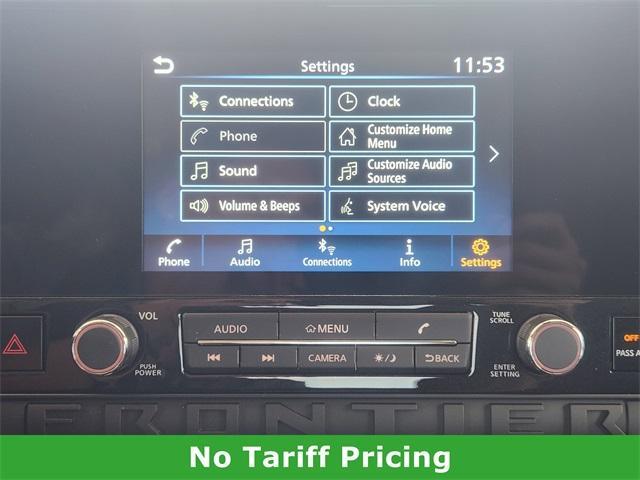 Settings 11:53
Connections Clock
Phone Customize Home Menu
Sound Customize Audio Sources
Volume & Beeps System Voice
Phone Audio Connections Info Settings
VOL AUDIO MENU TUNE SCROLL
PUSH POWER CAMERA BACK ENTER SETTING
OFF
PASS A
FRONTIER
No Tariff Pricing